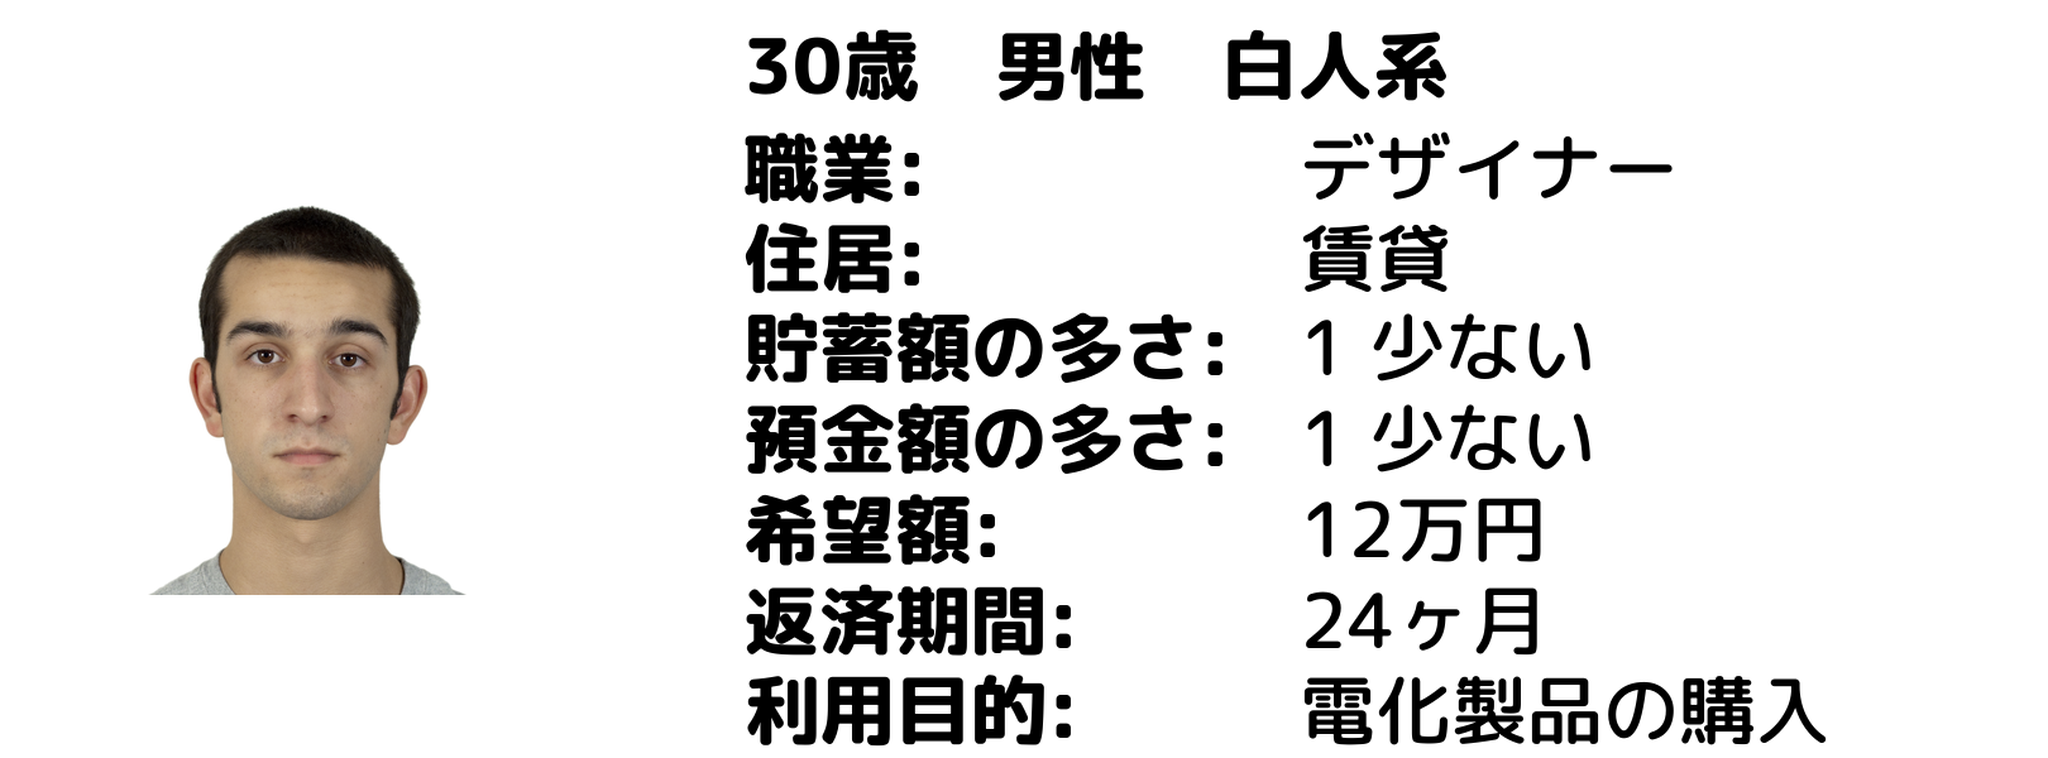 30歳　男性　白人系
職業: デザイナー
住居: 賃貸
貯蓄額の多さ: 1 少ない
預金額の多さ: 1 少ない
希望額: 12万円
返済期間: 24ヶ月
利用目的: 電化製品の購入